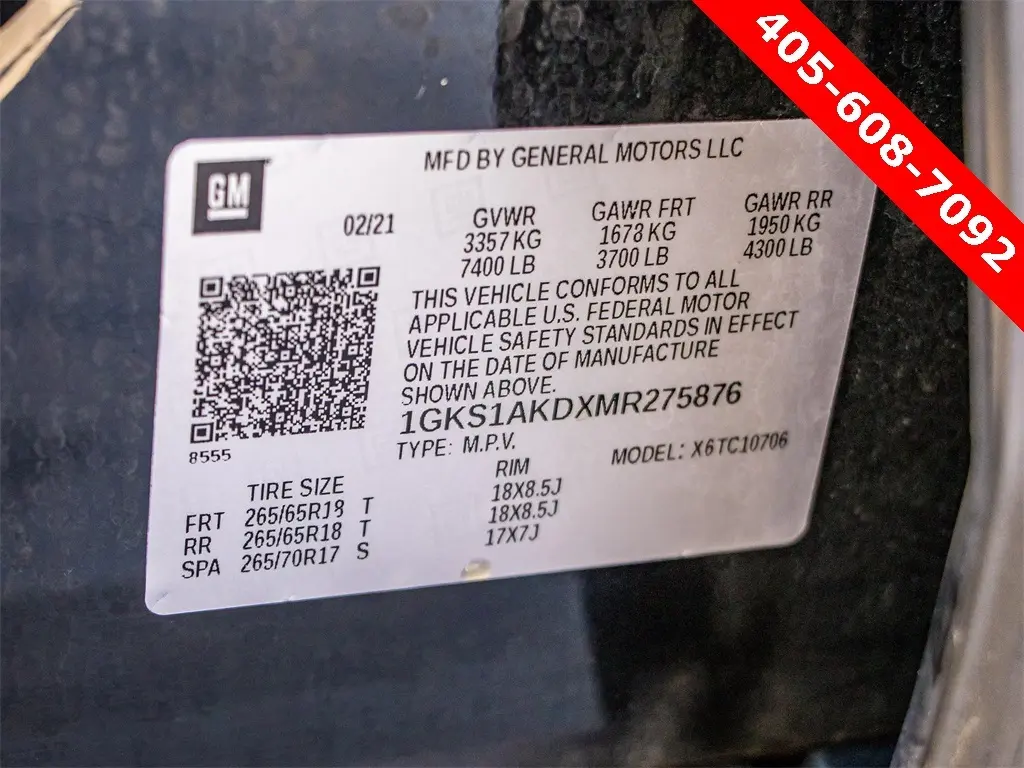 405-608-7092
GM
MFD BY GENERAL MOTORS LLC
02/21
GVWR GAWR FRT GAWR RR
3357 KG 1678 KG 1950 KG
7400 LB 3700 LB 4300 LB
THIS VEHICLE CONFORMS TO ALL
APPLICABLE U.S. FEDERAL MOTOR
VEHICLE SAFETY STANDARDS IN EFFECT
ON THE DATE OF MANUFACTURE
SHOWN ABOVE.
1GKS1AKDXMR275876
TYPE: M.P.V. MODEL: X6TC10706
8555
TIRE SIZE RIM
FRT 265/65R18 T 18X8.5J
RR 265/65R18 T 18X8.5J
SPA 265/70R17 S 17X7J